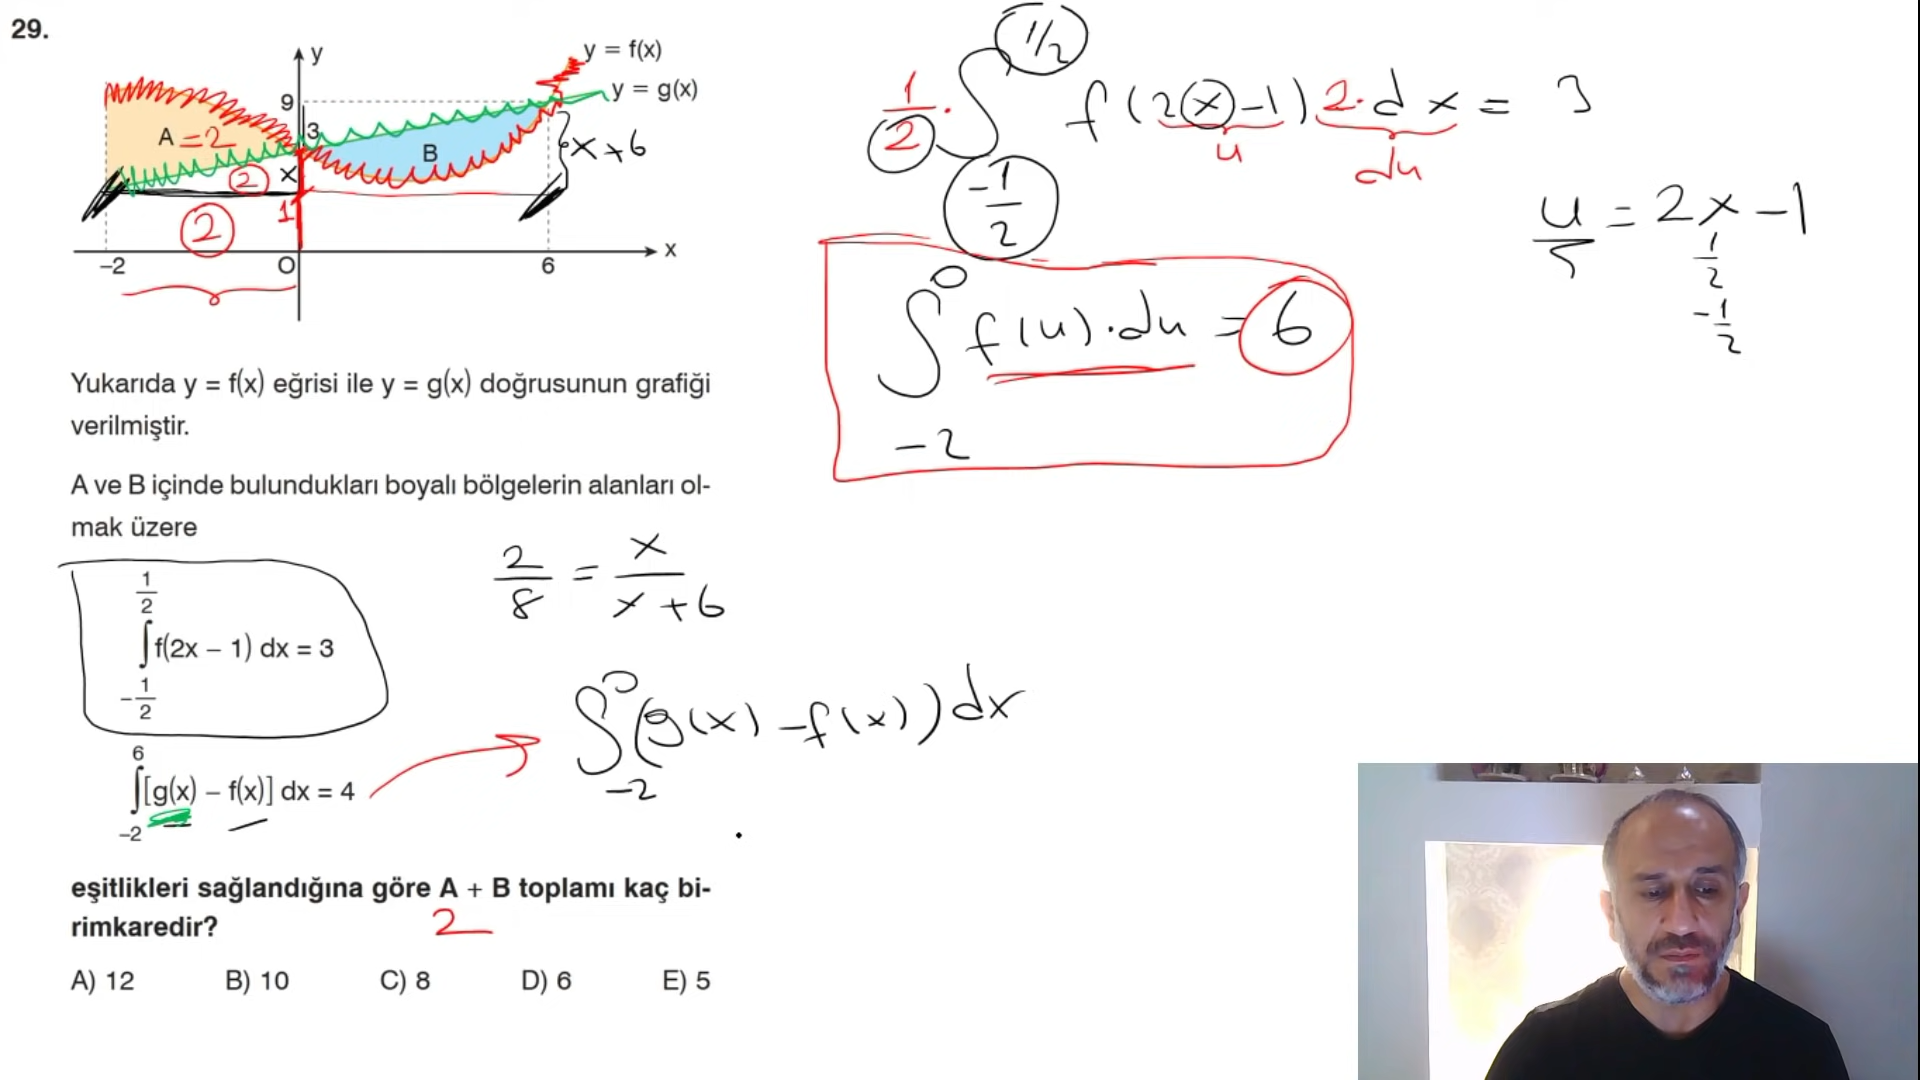 29.
y
y = f(x)
y = g(x)
9
3
A = 2
B
x + 6
2
x
1
2
-2
O
6
x
Yukarıda y = f(x) eğrisi ile y = g(x) doğrusunun grafiği
verilmiştir.
A ve B içinde bulundukları boyalı bölgelerin alanları ol-
mak üzere
1/2
∫ f(2x – 1) dx = 3
-1/2
6
∫ [g(x) – f(x)] dx = 4
-2
eşitlikleri sağlandığına göre A + B toplamı kaç bi-
rimkaredir?
2
A) 12 B) 10 C) 8 D) 6 E) 5
2/8 = x/x+6
0
∫ (g(x) – f(x)) dx
-2
1/2
1/2 · ∫ f(2x – 1) 2·dx = 3
u du
-1/2
0
∫ f(u)·du = 6
-2
u = 2x – 1
1/2
-1/2